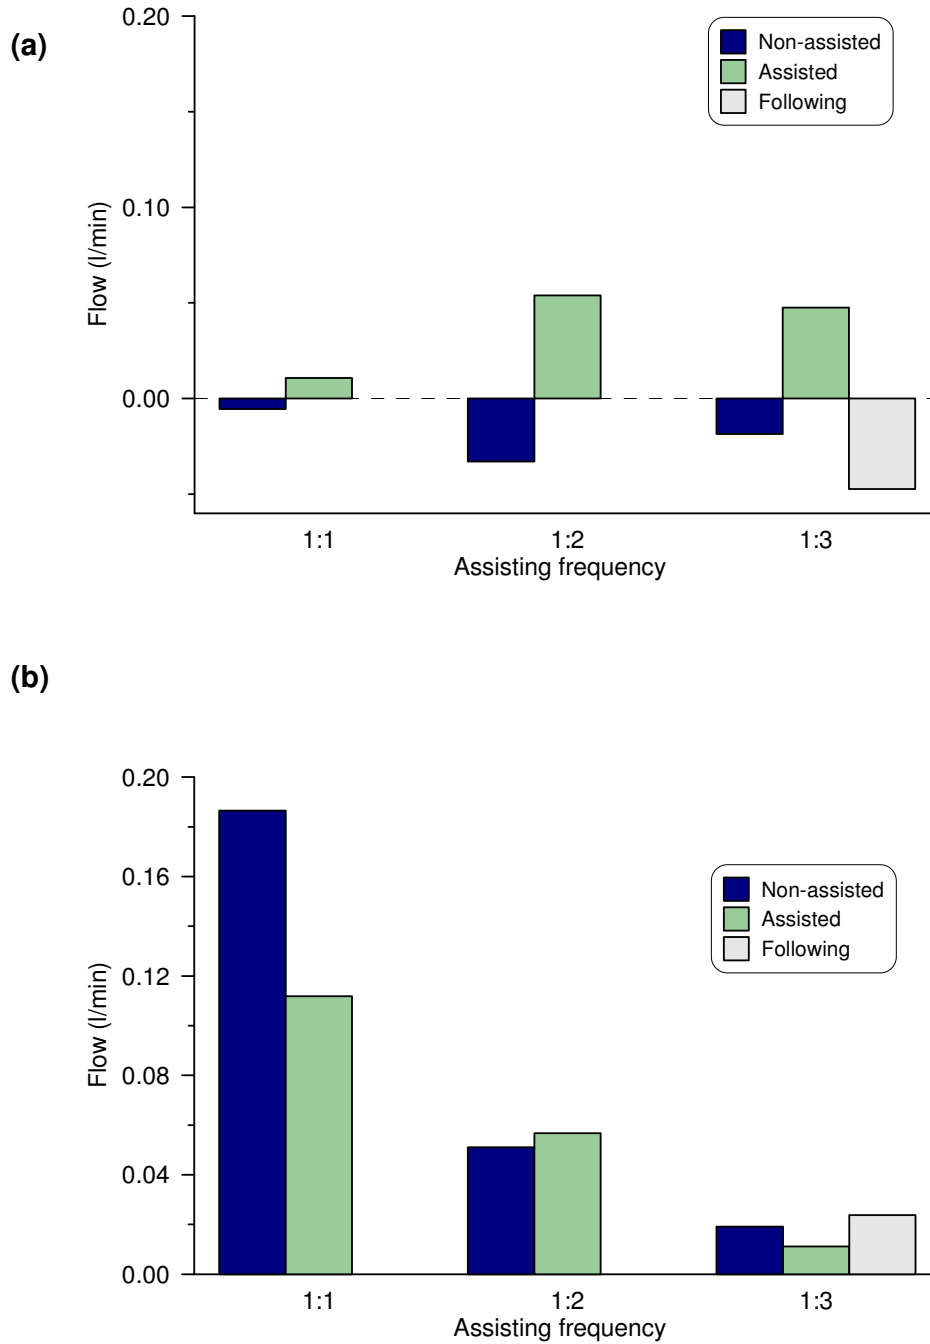 (a)
0.20
0.10
0.00
Flow (l/min)
Non-assisted
Assisted
Following
1:1 1:2 1:3
Assisting frequency
(b)
0.20
0.16
0.12
0.08
0.04
0.00
Flow (l/min)
Non-assisted
Assisted
Following
1:1 1:2 1:3
Assisting frequency